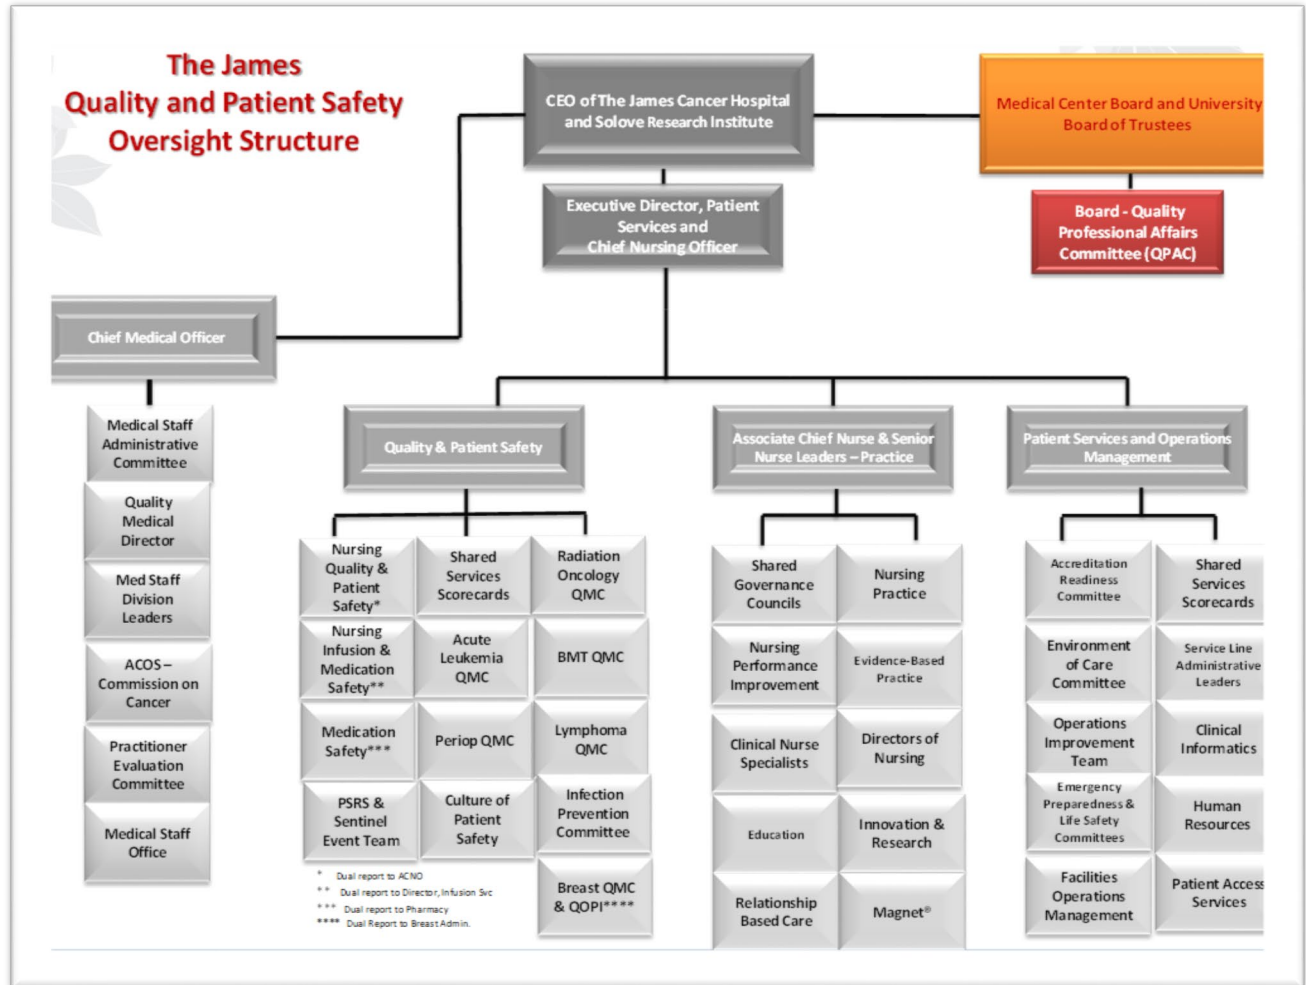 The James
Quality and Patient Safety
Oversight Structure
CEO of The James Cancer Hospital
and Solove Research Institute
Medical Center Board and University
Board of Trustees
Executive Director, Patient
Services and
Chief Nursing Officer
Board - Quality
Professional Affairs
Committee (QPAC)
Chief Medical Officer
Medical Staff
Administrative
Committee
Quality
Medical
Director
Med Staff
Division
Leaders
ACOS –
Commission on
Cancer
Practitioner
Evaluation
Committee
Medical Staff
Office
Quality & Patient Safety
Nursing
Quality &
Patient
Safety*
Shared
Services
Scorecards
Radiation
Oncology
QMC
Nursing
Infusion &
Medication
Safety**
Acute
Leukemia
QMC
BMT QMC
Medication
Safety***
Periop QMC
Lymphoma
QMC
PSRS &
Sentinel
Event Team
Culture of
Patient
Safety
Infection
Prevention
Committee
Breast QMC
& QOPI****
* Dual report to ACNO
** Dual report to Director, Infusion Svc
*** Dual report to Pharmacy
**** Dual Report to Breast Admin.
Associate Chief Nurse & Senior
Nurse Leaders – Practice
Shared
Governance
Councils
Nursing
Practice
Nursing
Performance
Improvement
Evidence-Based
Practice
Clinical Nurse
Specialists
Directors of
Nursing
Education
Innovation &
Research
Relationship
Based Care
Magnet®
Patient Services and Operations
Management
Accreditation
Readiness
Committee
Shared
Services
Scorecards
Environment
of Care
Committee
Service Line
Administrative
Leaders
Operations
Improvement
Team
Clinical
Informatics
Emergency
Preparedness &
Life Safety
Committees
Human
Resources
Facilities
Operations
Management
Patient Access
Services